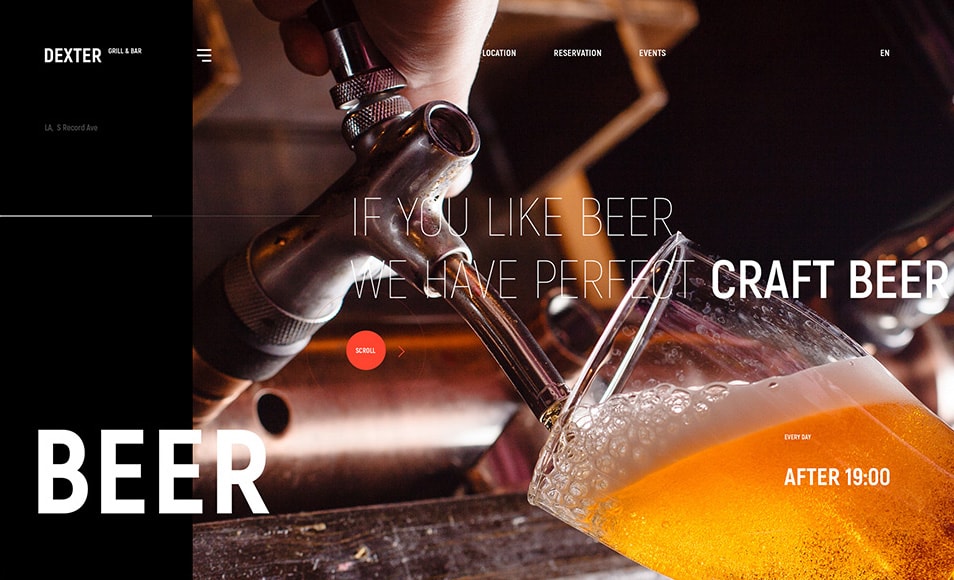 DEXTER GRILL & BAR
LOCATION
RESERVATION
EVENTS
EN
LA, S Record Ave
IF YOU LIKE BEER
WE HAVE PERFECT CRAFT BEER
SCROLL
BEER
EVERY DAY
AFTER 19:00